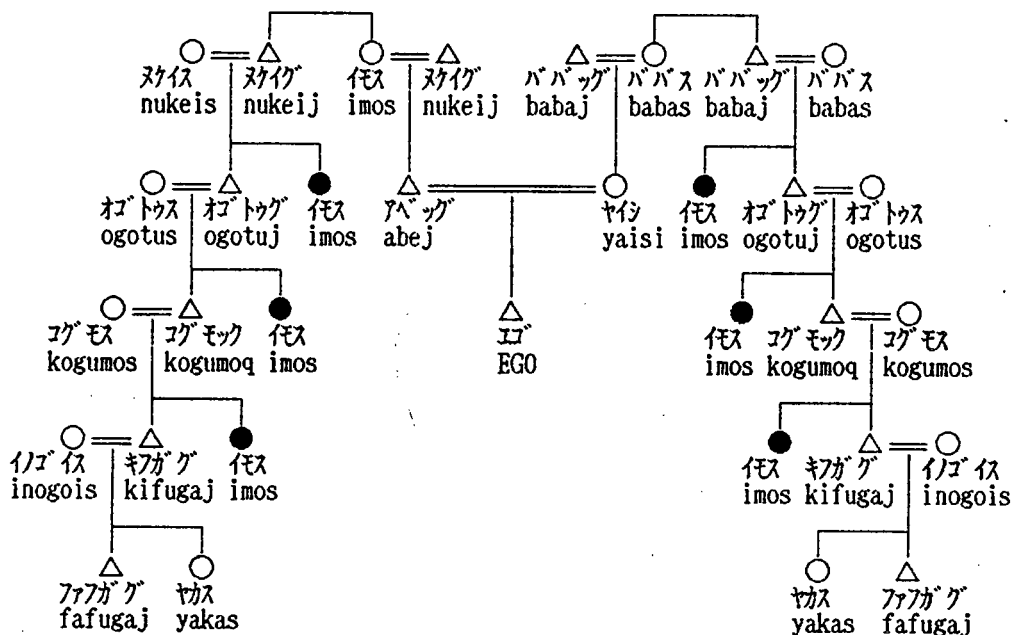 ヌケイス ヌケイグ イモス ヌケイグ ババッグ ババス ババッグ ババス
nukeis nukeij imos nukeij babaj babas babaj babas
オゴトゥス オゴトゥグ イモス アベッグ ヤイシ イモス オゴトゥグ オゴトゥス
ogotus ogotuj imos abej yaisi imos ogotuj ogotus
コグモス コグモック イモス エゴ イモス コグモック コグモス
kogumos kogumoq imos EGO imos kogumoq kogumos
イノゴイス キフガグ イモス イモス キフガグ イノゴイス
inogois kifugaj imos imos kifugaj inogois
ファフガグ ヤカス ヤカス ファフガグ
fafugaj yakas yakas fafugaj